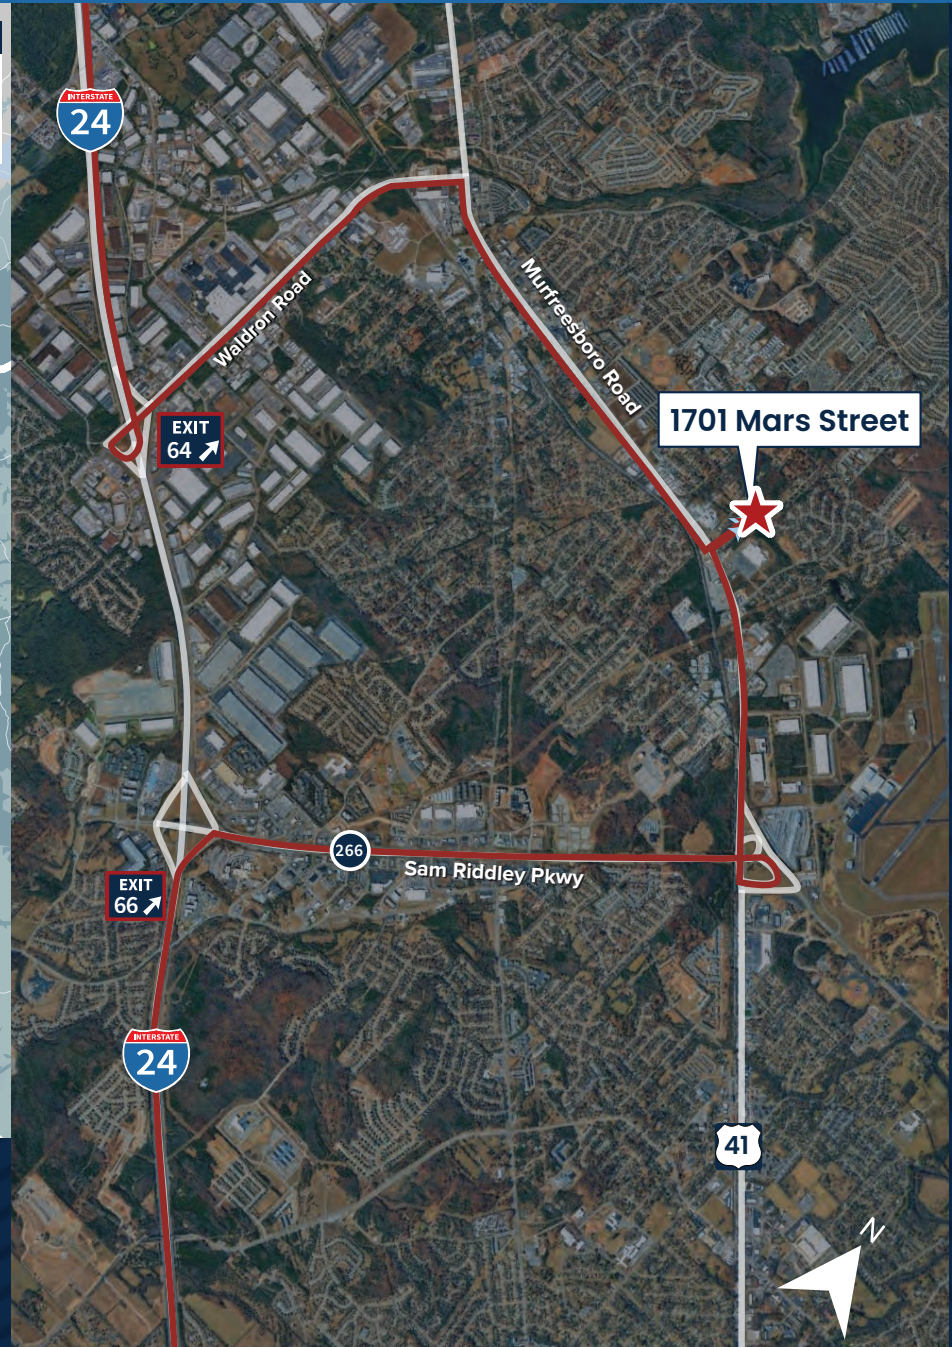 INTERSTATE
24
Waldron Road
Murfreesboro Road
1701 Mars Street
EXIT
64
266
Sam Riddley Pkwy
EXIT
66
INTERSTATE
24
41
N